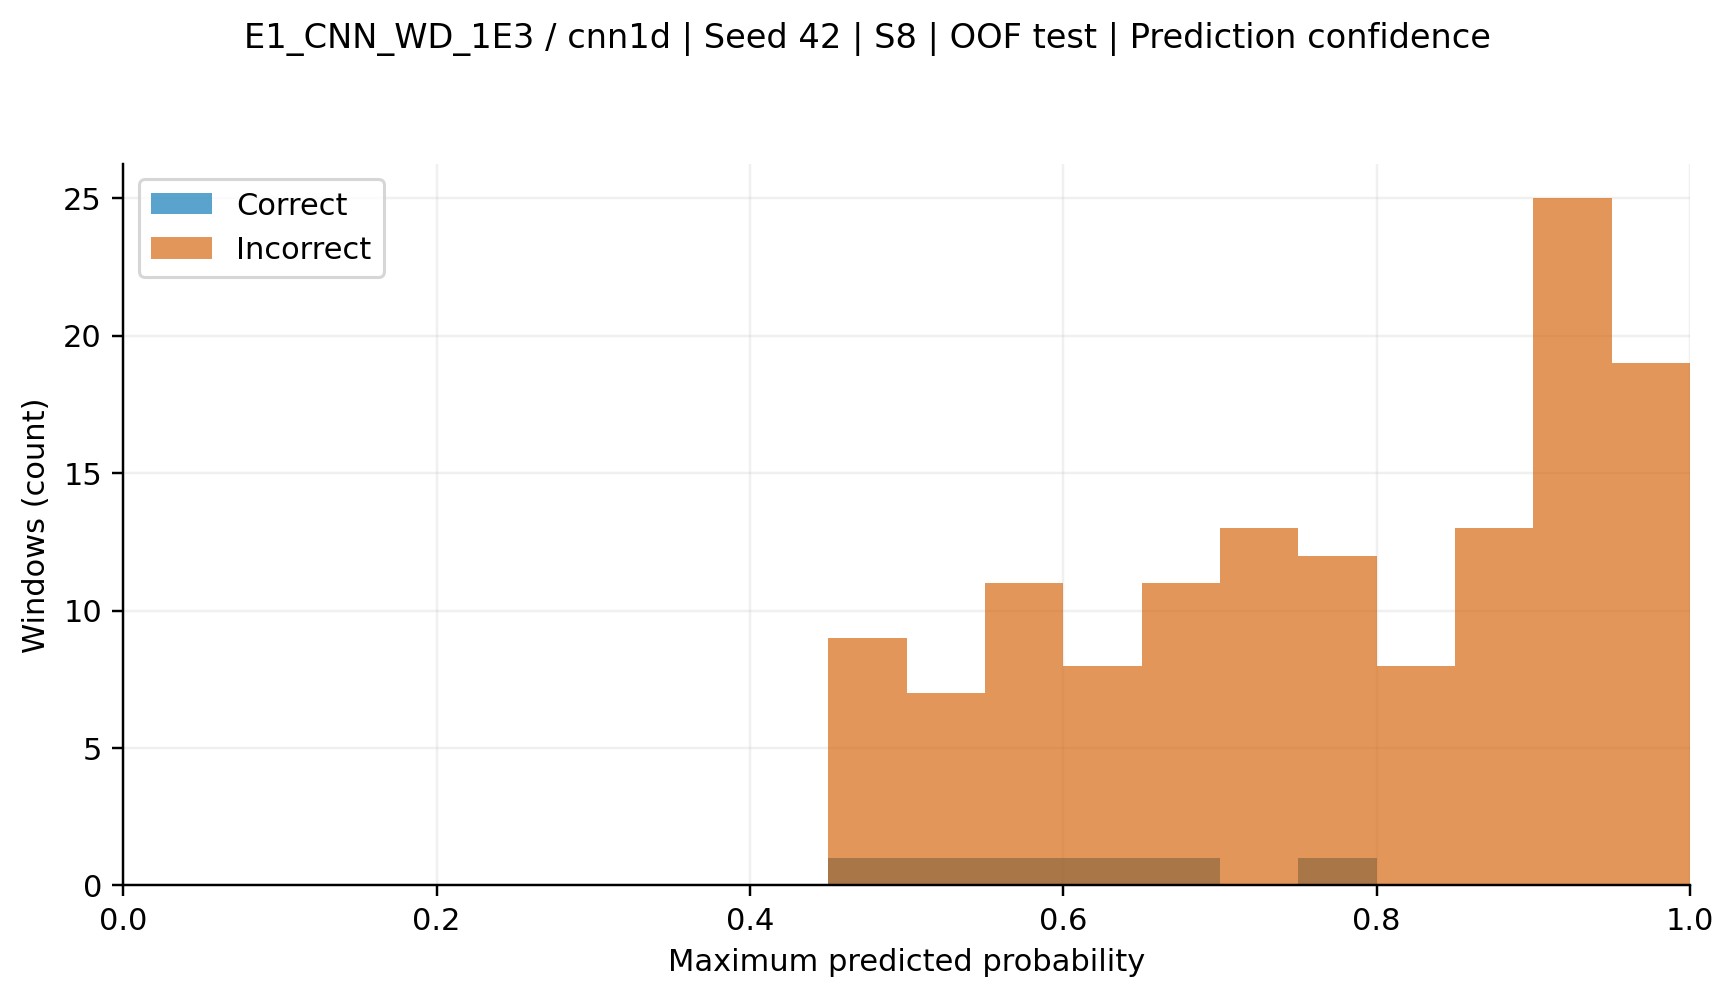 E1_CNN_WD_1E3 / cnn1d | Seed 42 | S8 | OOF test | Prediction confidence
Correct
Incorrect
25
20
15
10
5
0
Windows (count)
0.0 0.2 0.4 0.6 0.8 1.0
Maximum predicted probability